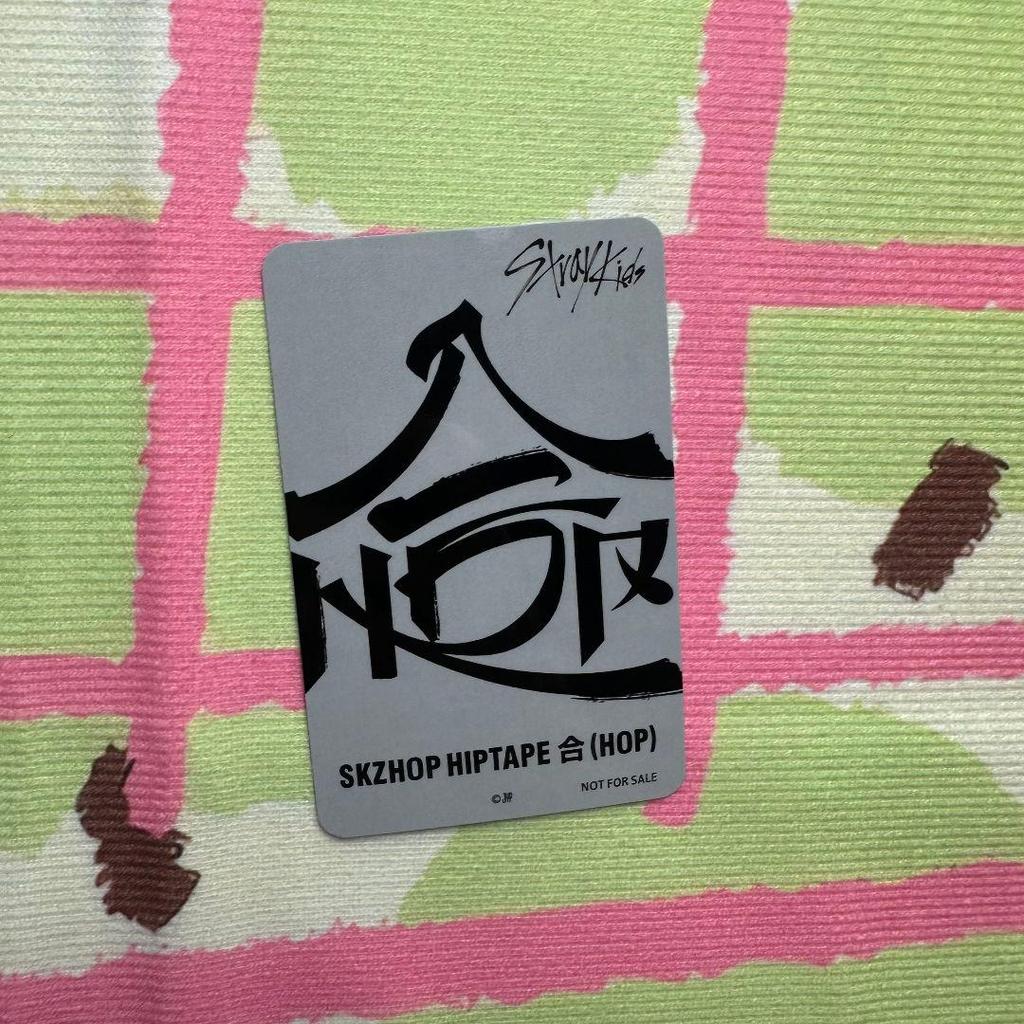 Stray Kids
合
HOP
SKZHOP HIPTAPE 合 (HOP)
NOT FOR SALE
© JYP